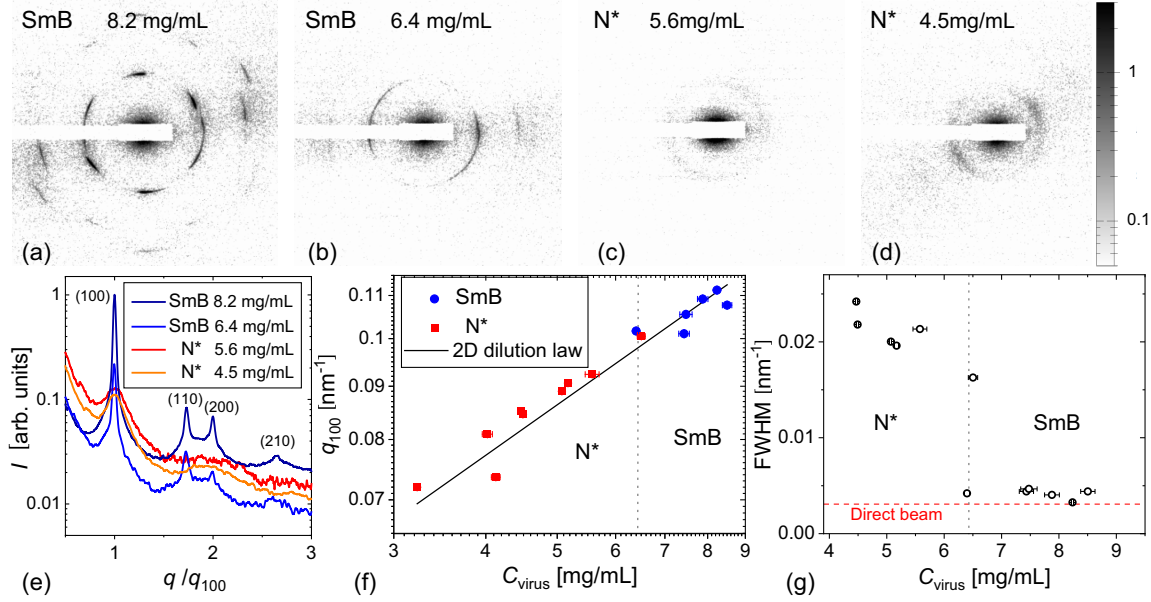 SmB 8.2 mg/mL
SmB 6.4 mg/mL
N* 5.6mg/mL
N* 4.5mg/mL
1
0.1
(a)
(b)
(c)
(d)
(100)
(110)
(200)
(210)
SmB 8.2 mg/mL
SmB 6.4 mg/mL
N* 5.6 mg/mL
N* 4.5 mg/mL
I [arb. units]
1
0.1
0.01
1 2 3
q /q100
(e)
SmB
N*
2D dilution law
q100 [nm-1]
0.11
0.1
0.09
0.08
0.07
N*
SmB
3 4 5 6 7 8 9
Cvirus [mg/mL]
(f)
FWHM [nm-1]
0.02
0.01
0.00
N*
SmB
Direct beam
4 5 6 7 8 9
Cvirus [mg/mL]
(g)